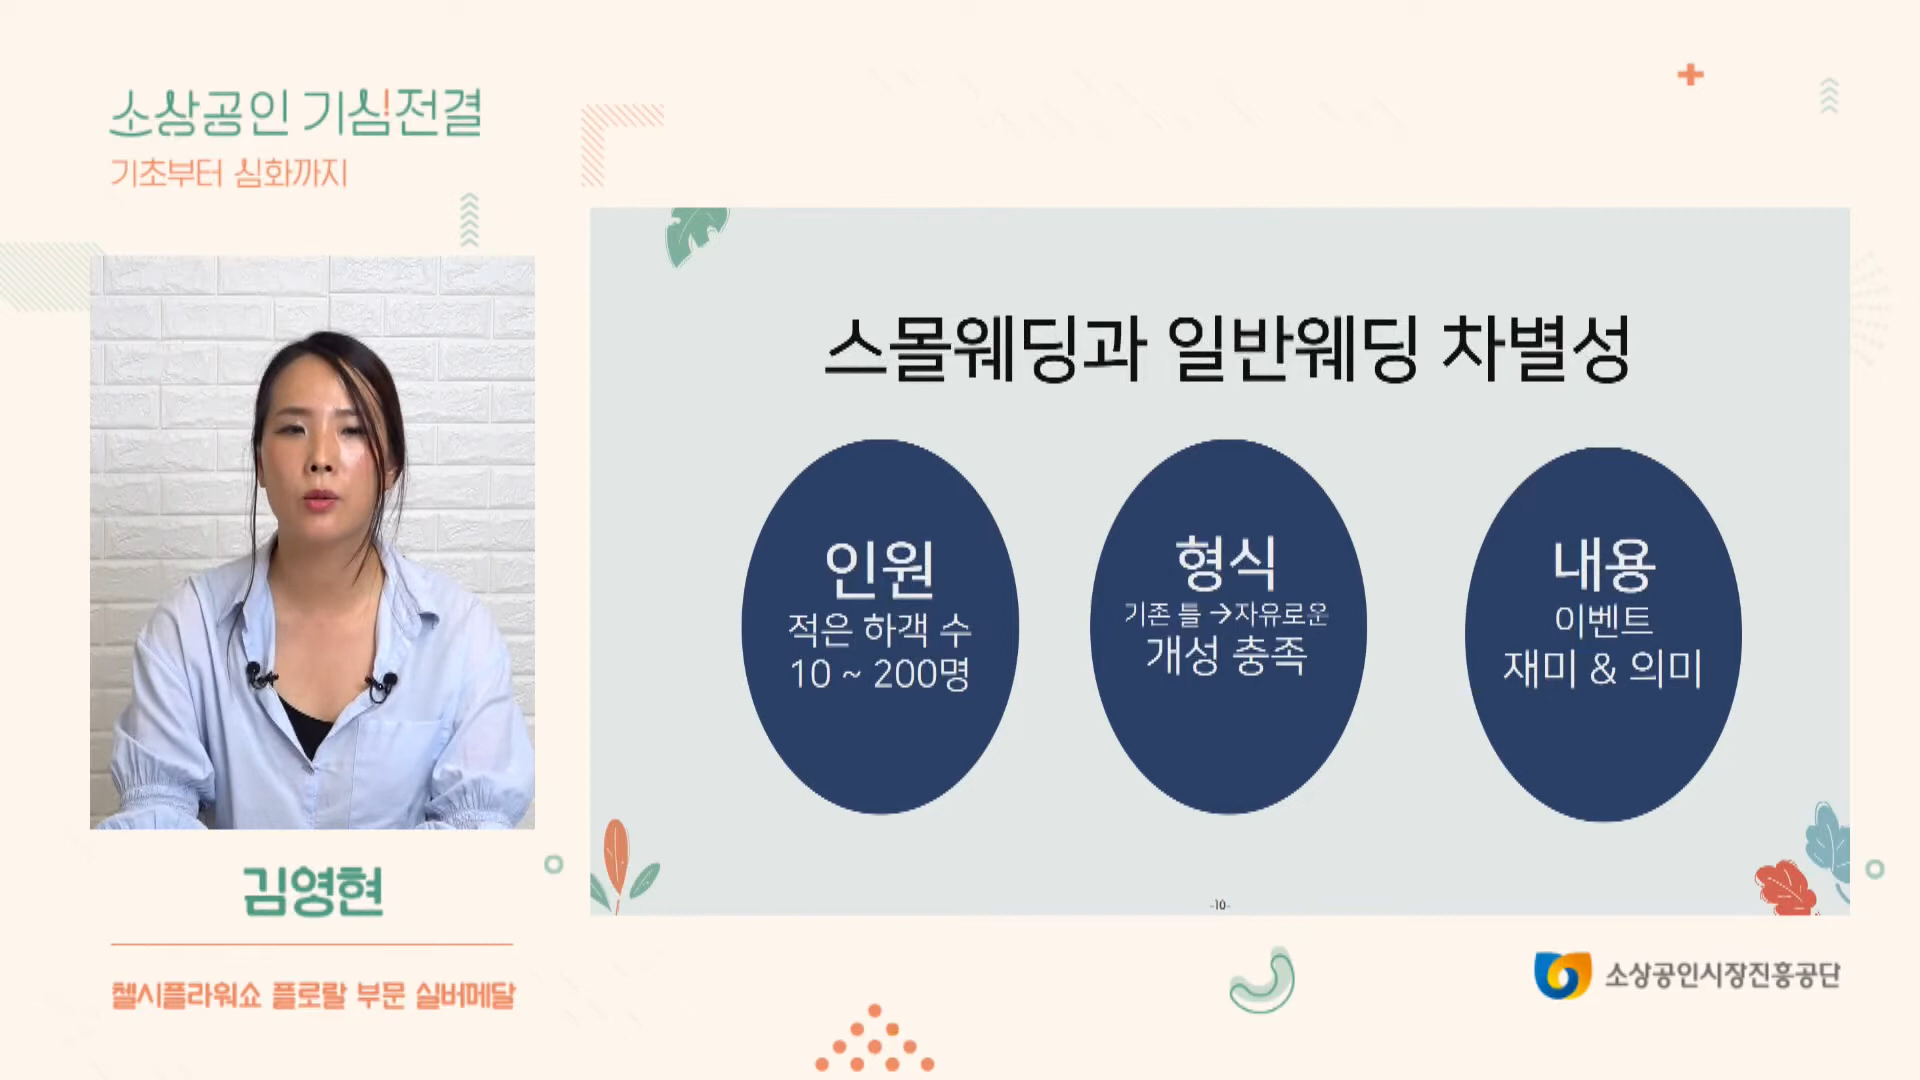 소상공인 기심전결
기초부터 심화까지
스몰웨딩과 일반웨딩 차별성
인원
적은 하객 수
10 ~ 200명
형식
기존 틀 →자유로운
개성 충족
내용
이벤트
재미 & 의미
-10-
김영현
첼시플라워쇼 플로랄 부문 실버메달
소상공인시장진흥공단